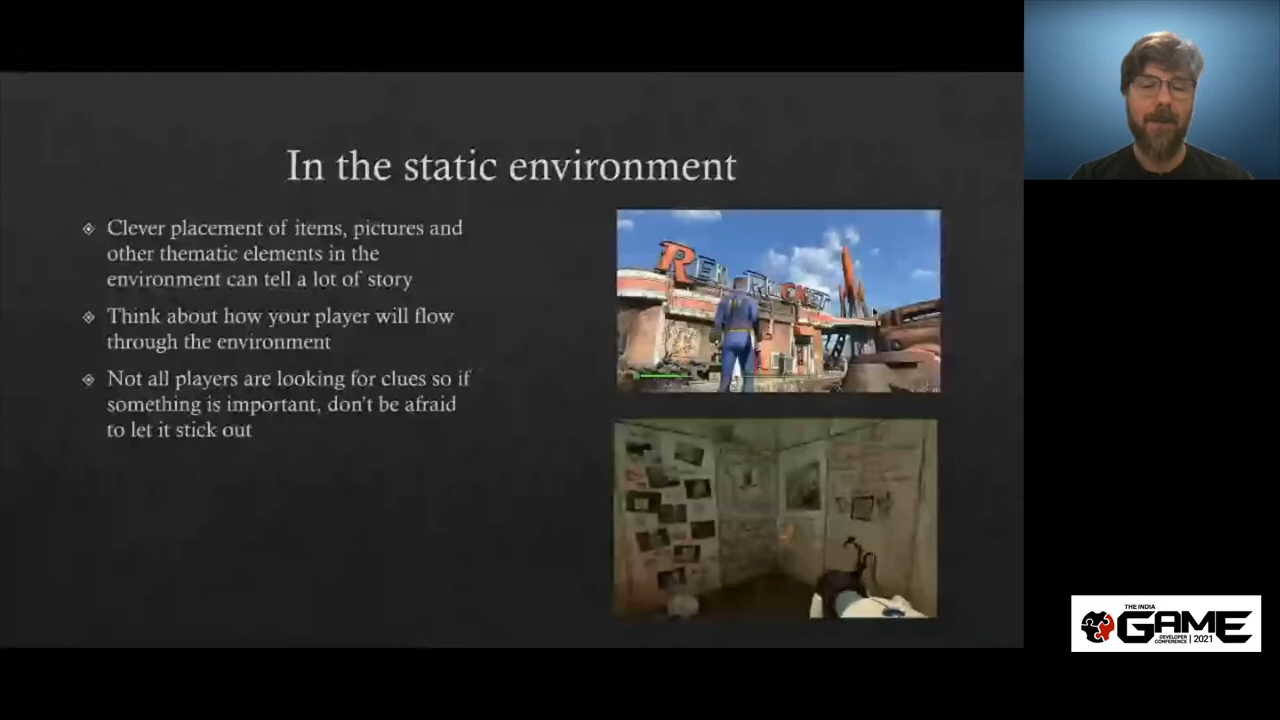 In the static environment
Clever placement of items, pictures and
other thematic elements in the
environment can tell a lot of story
Think about how your player will flow
through the environment
Not all players are looking for clues so if
something is important, don't be afraid
to let it stick out
RED ROCKET
THE INDIA
GAME
DEVELOPER
CONFERENCE | 2021